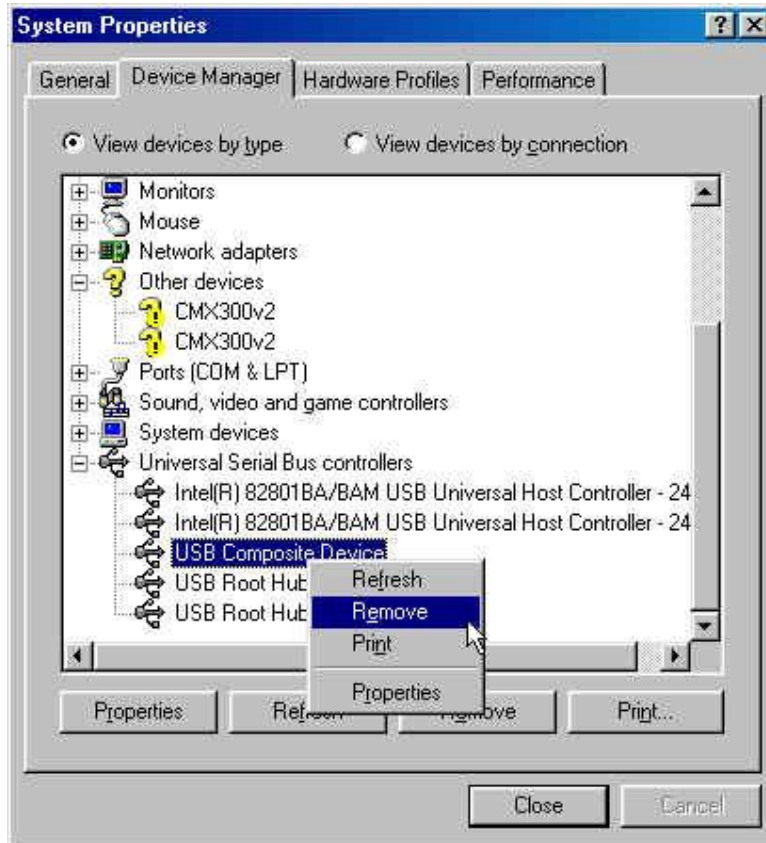 System Properties
General Device Manager Hardware Profiles Performance
View devices by type View devices by connection
Monitors
Mouse
Network adapters
Other devices
CMX300v2
CMX300v2
Ports (COM & LPT)
Sound, video and game controllers
System devices
Universal Serial Bus controllers
Intel(R) 82801BA/BAM USB Universal Host Controller - 24
Intel(R) 82801BA/BAM USB Universal Host Controller - 24
USB Composite Device
USB Root Hub
USB Root Hub
Refresh
Remove
Print
Properties
Properties Refresh Remove Print...
Close Cancel